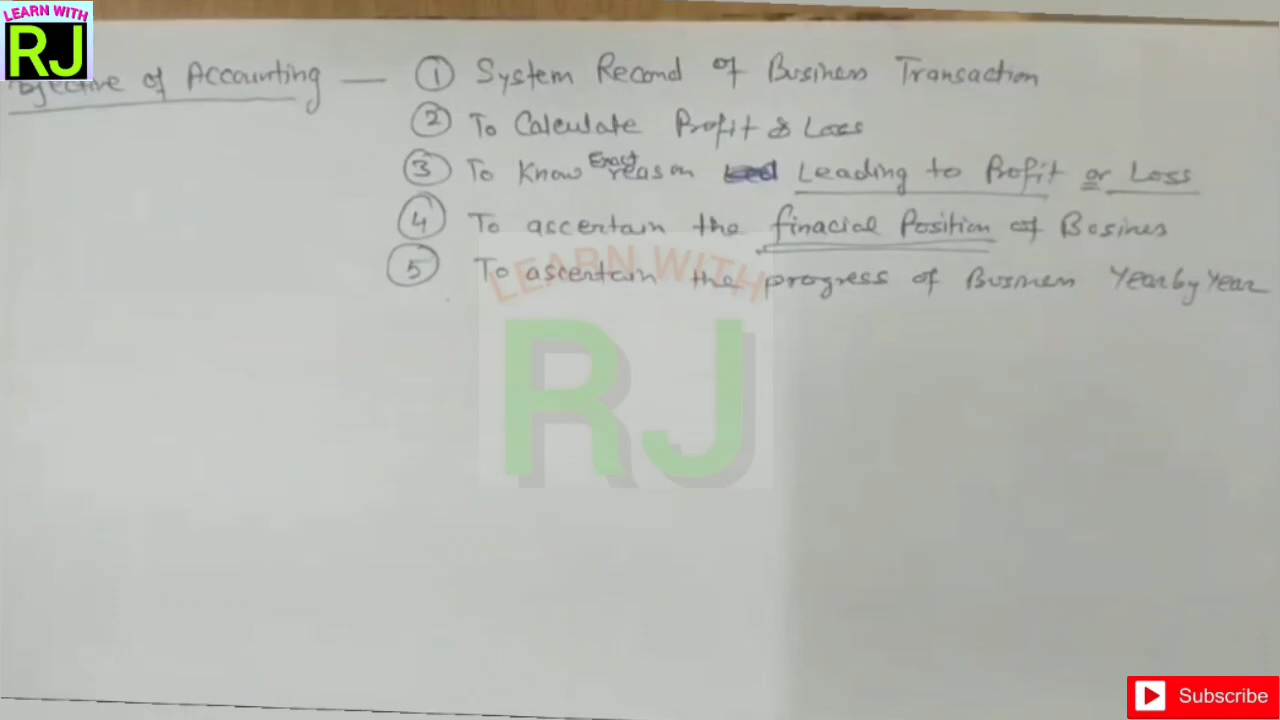 LEARN WITH
RJ
Objective of Accounting — ① System Record of Business Transaction
② To Calculate Profit & Loss
③ To Know Exact reason Leading to Profit or Loss
④ To ascertain the finacial Position of Bosines
⑤ To ascertain the progress of Business Year by Year
LEARN WITH
RJ
Subscribe